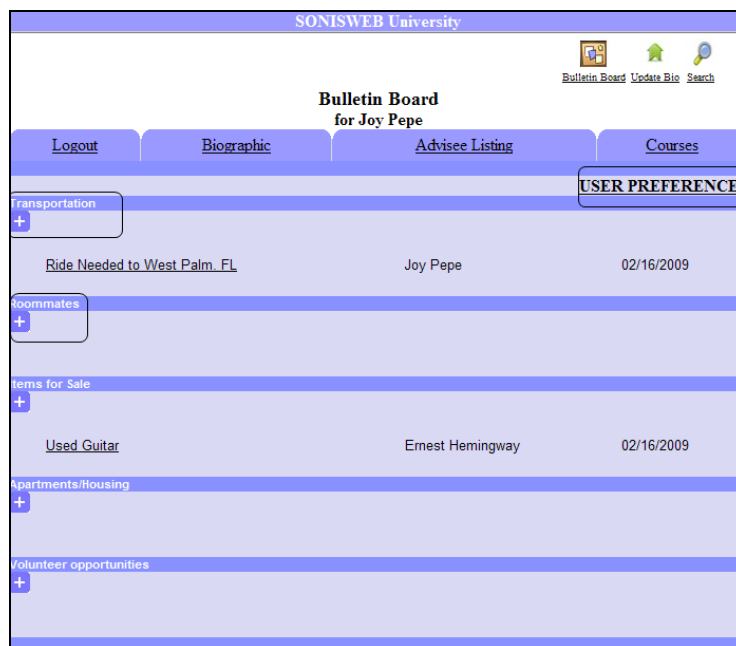 SONISWEB University
Bulletin Board Update Bio Search
Bulletin Board
for Joy Pepe
Logout Biographic Advisee Listing Courses
USER PREFERENCE
Transportation
+
Ride Needed to West Palm. FL Joy Pepe 02/16/2009
Roommates
+
Items for Sale
+
Used Guitar Ernest Hemingway 02/16/2009
Apartments/Housing
+
Volunteer opportunities
+